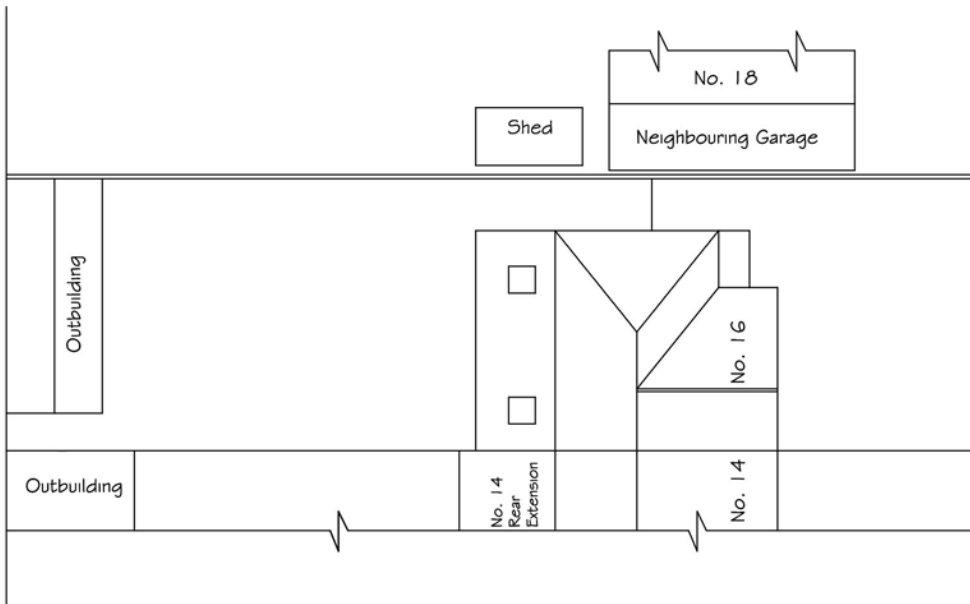 No. 18
Shed
Neighbouring Garage
Outbuilding
No. 16
Outbuilding
No. 14
Rear
Extension
No. 14